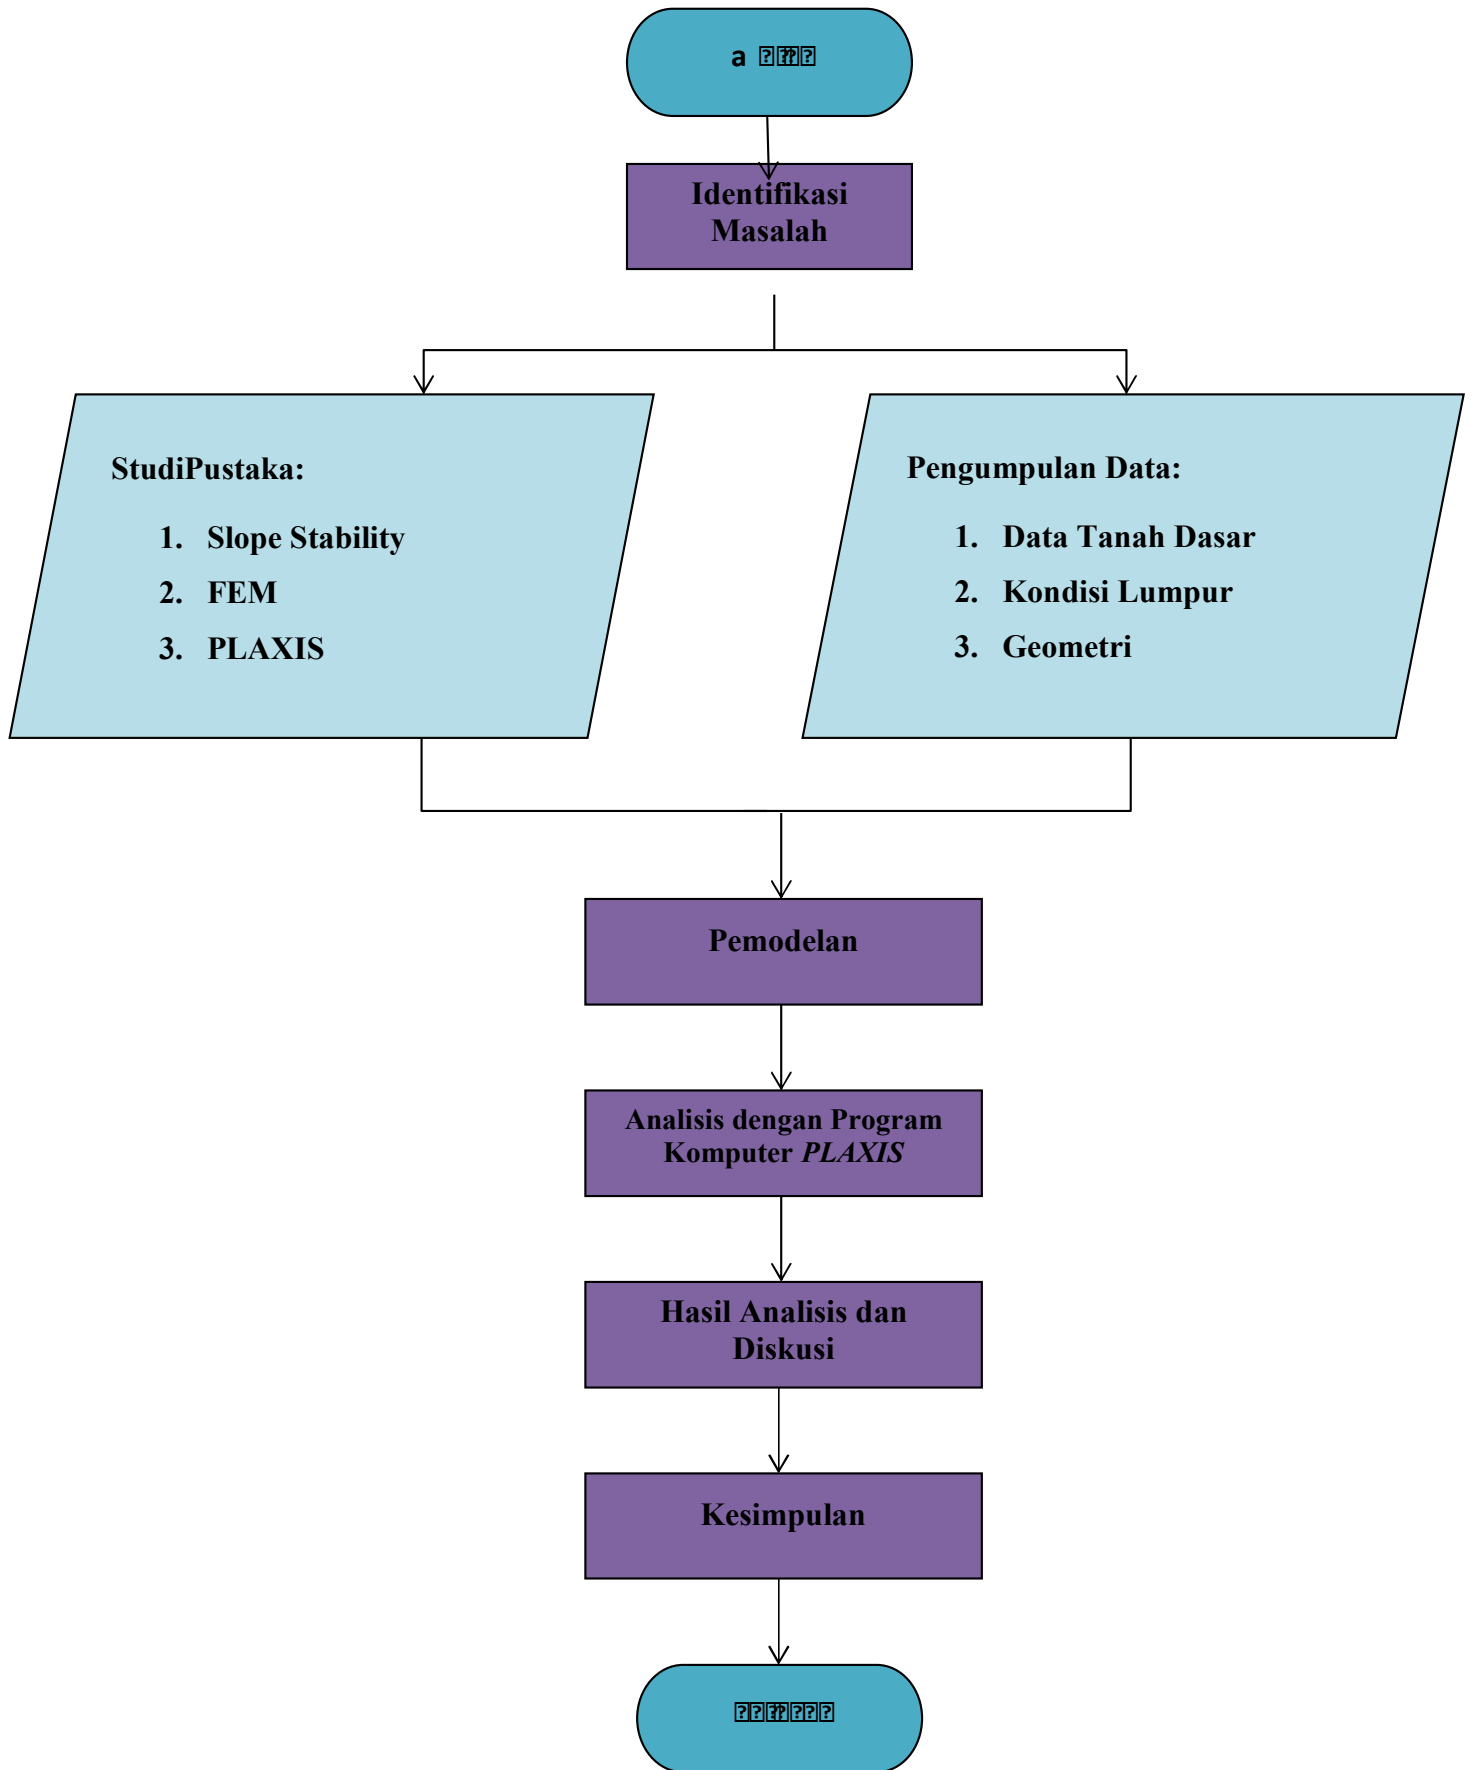 a
Identifikasi
Masalah
StudiPustaka:
1. Slope Stability
2. FEM
3. PLAXIS
Pengumpulan Data:
1. Data Tanah Dasar
2. Kondisi Lumpur
3. Geometri
Pemodelan
Analisis dengan Program
Komputer PLAXIS
Hasil Analisis dan
Diskusi
Kesimpulan